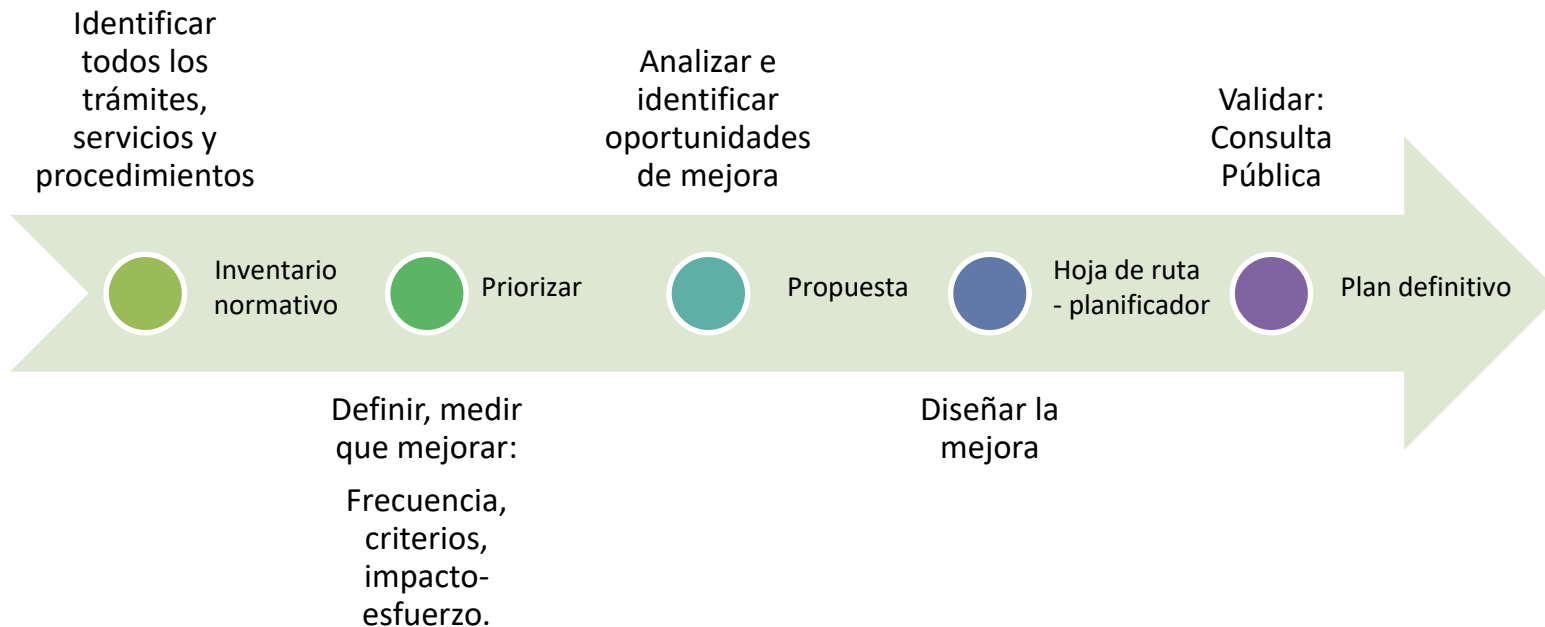 Identificar
todos los
trámites,
servicios y
procedimientos
Inventario
normativo
Definir, medir
que mejorar:
Frecuencia,
criterios,
impacto-
esfuerzo.
Priorizar
Analizar e
identificar
oportunidades
de mejora
Propuesta
Diseñar la
mejora
Hoja de ruta
- planificador
Validar:
Consulta
Pública
Plan definitivo